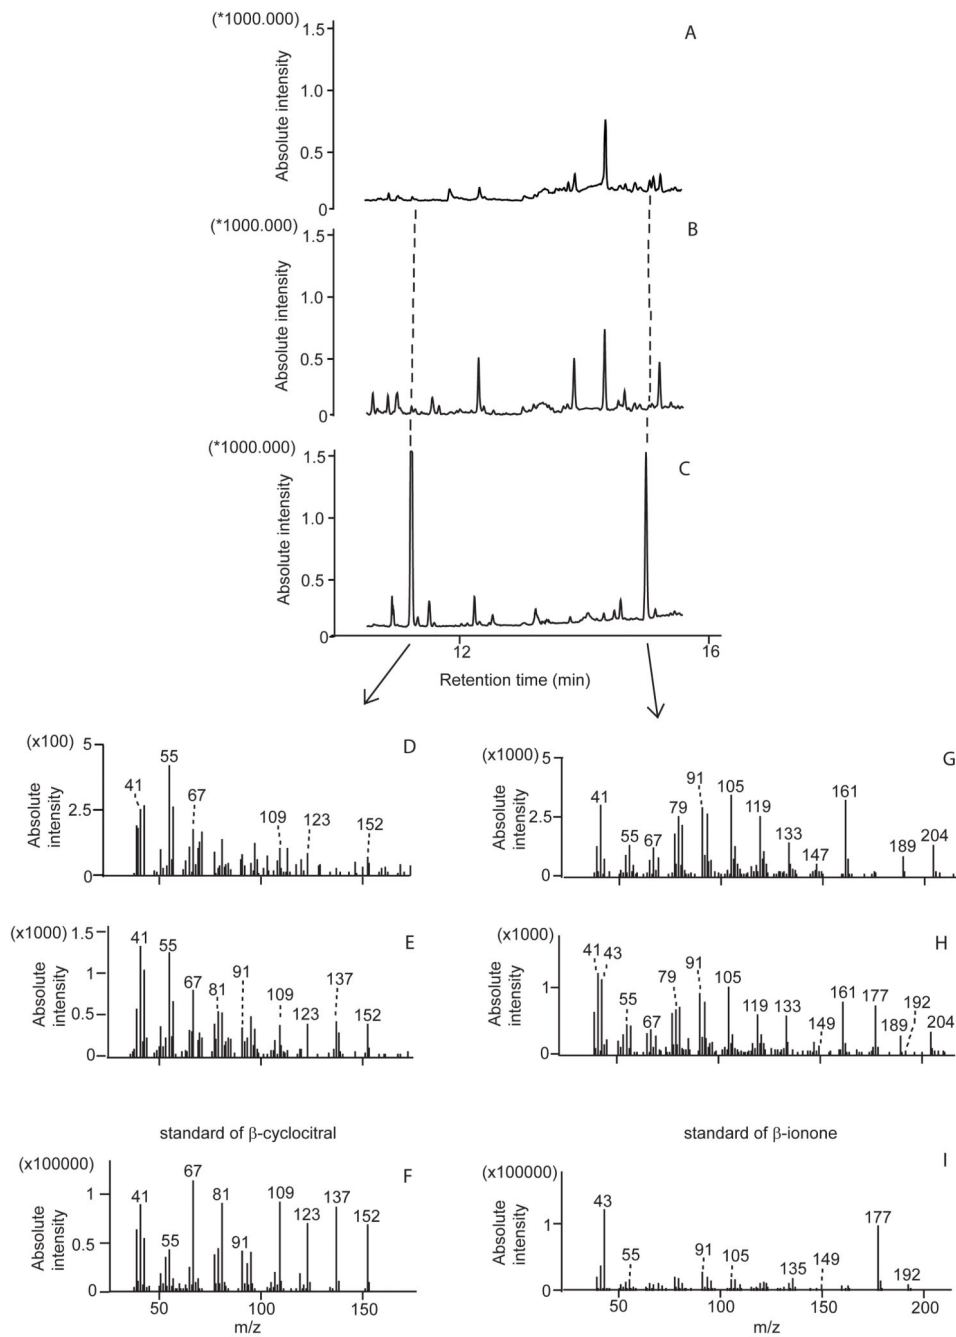 (*1000.000)
1.5
A
1.0
0.5
0
Absolute intensity
(*1000.000)
1.5
B
1.0
0.5
0
Absolute intensity
(*1000.000)
1.5
C
1.0
0.5
0
Absolute intensity
12
16
Retention time (min)
(x100)
5
2.5
0
Absolute
intensity
D
41
55
67
109
123
152
(x1000)
5
2.5
0
Absolute
intensity
G
41
55
67
79
91
105
119
133
147
161
189
204
(x1000)
1.5
1
0.5
0
Absolute
intensity
E
41
55
67
81
91
109
123
137
152
(x1000)
1
0
Absolute
intensity
H
41
43
55
67
79
91
105
119
133
149
161
177
189
192
204
standard of β-cyclocitral
(x100000)
1
0.5
0
Absolute
intensity
F
41
55
67
81
91
109
123
137
152
50
100
150
m/z
standard of β-ionone
(x100000)
1
0
Absolute
intensity
I
43
55
91
105
135
149
177
192
50
100
150
200
m/z